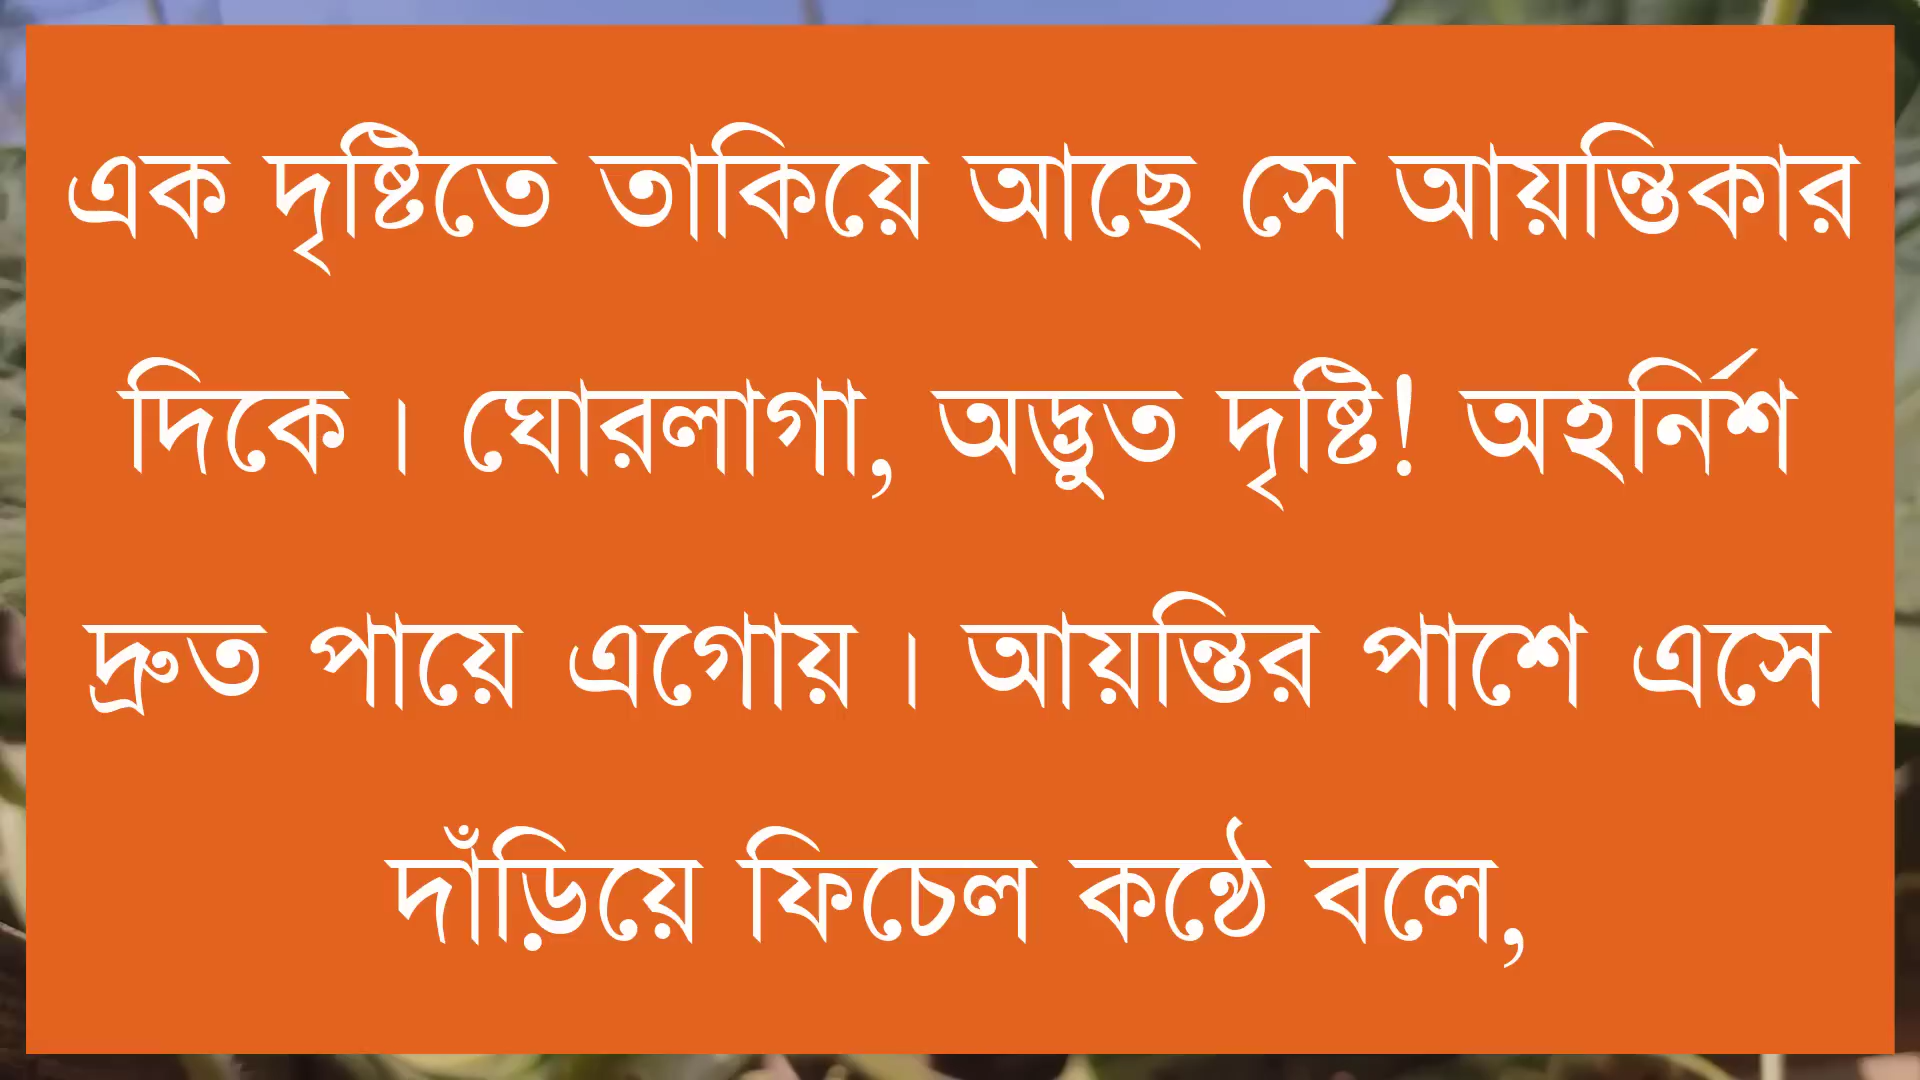 এক দৃষ্টিতে তাকিয়ে আছে সে আয়ন্তিকার
দিকে। ঘোরলাগা, অদ্ভুত দৃষ্টি! অহর্নিশ
দ্রুত পায়ে এগোয়। আয়ন্তির পাশে এসে
দাঁড়িয়ে ফিচেল কণ্ঠে বলে,